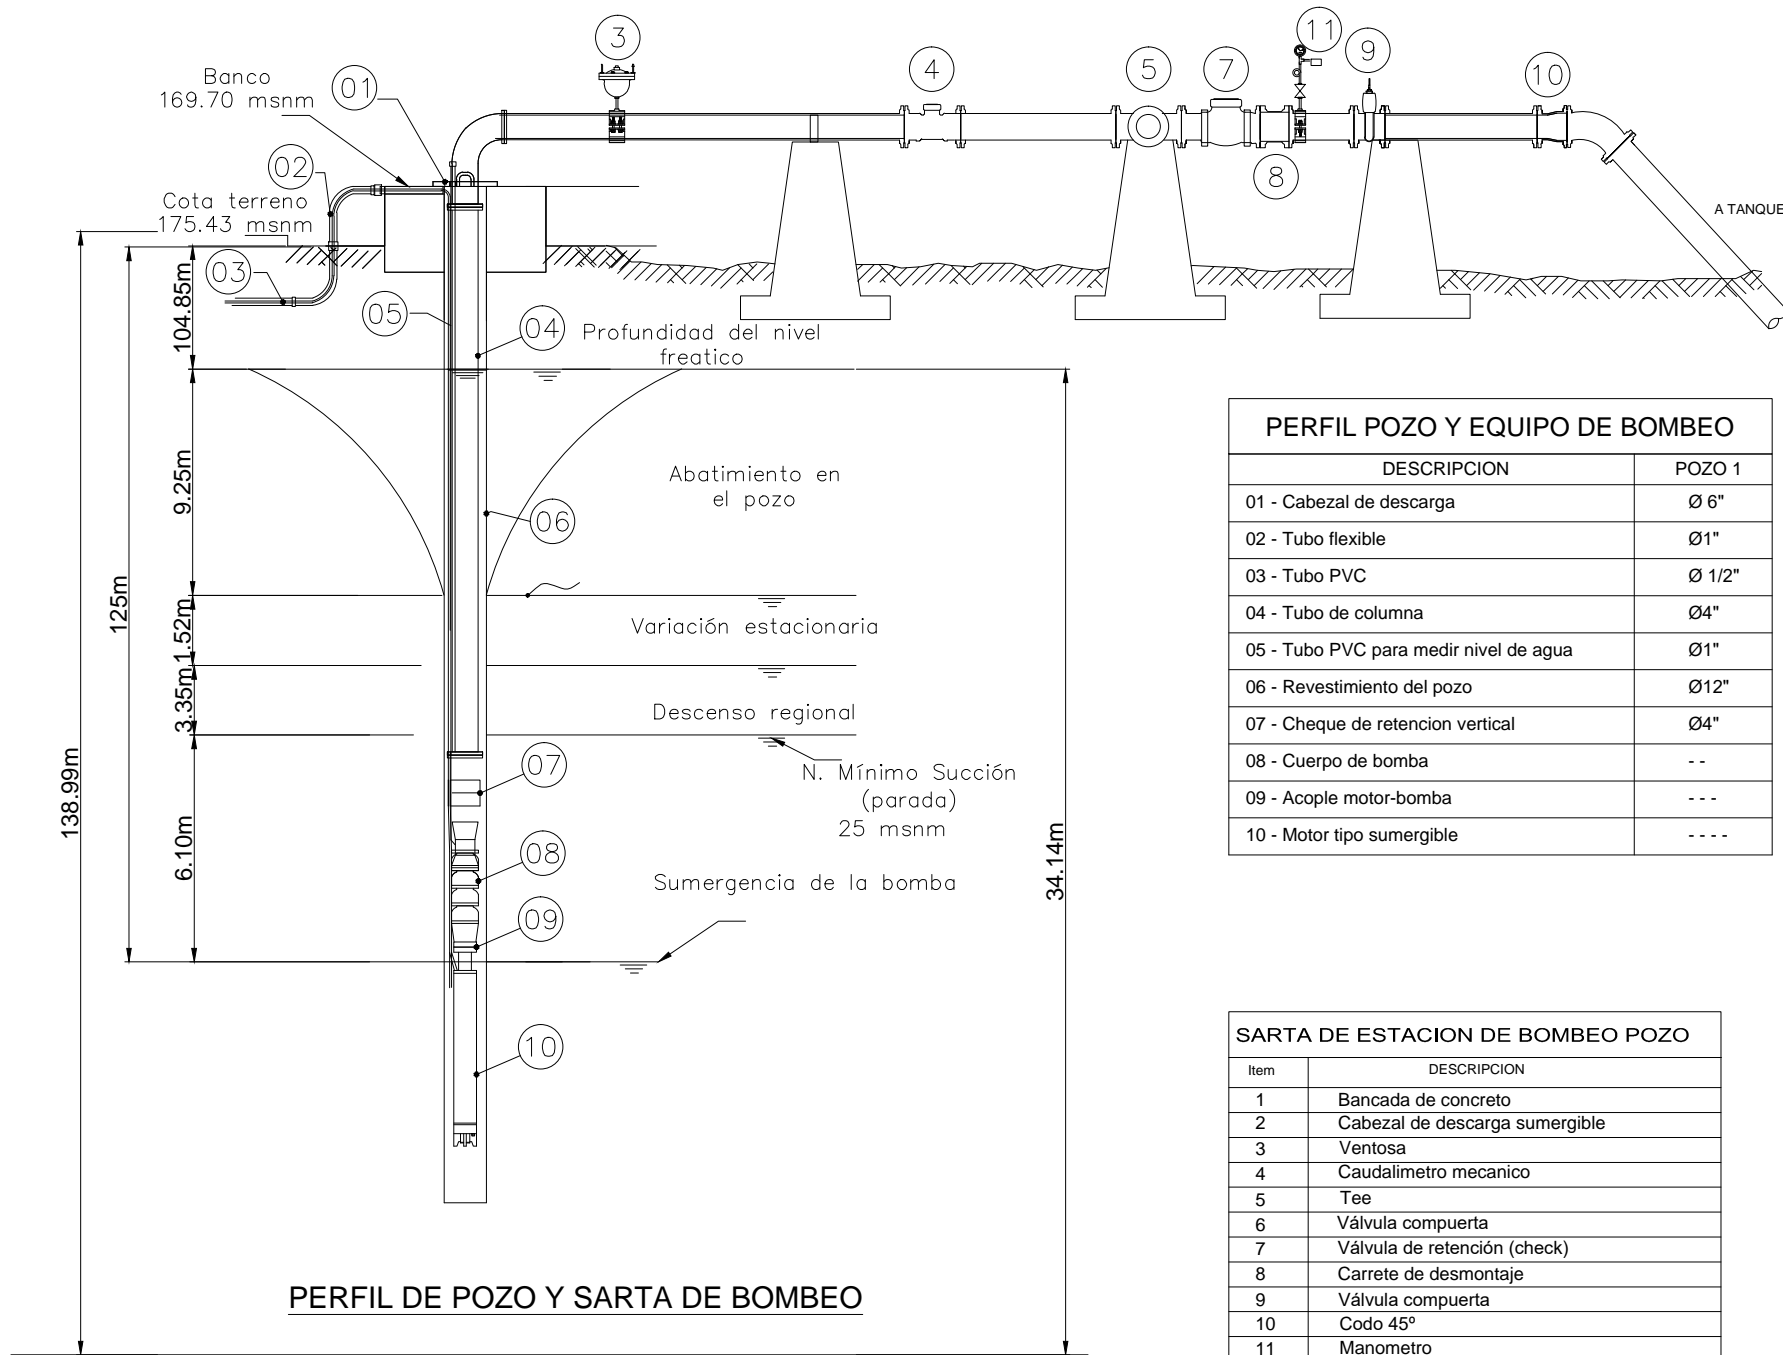 3
4
5
7
11
9
10
Banco
169.70 msnm
01
02
Cota terreno
175.43 msnm
8
A TANQUE
03
05
04
Profundidad del nivel
freatico
104.85m
9.25m
Abatimiento en
el pozo
06
125m
1.52m
Variación estacionaria
3.35m
Descenso regional
138.99m
07
N. Mínimo Succión
(parada)
25 msnm
6.10m
08
Sumergencia de la bomba
34.14m
09
10
PERFIL DE POZO Y SARTA DE BOMBEO
PERFIL POZO Y EQUIPO DE BOMBEO
DESCRIPCION POZO 1
01 - Cabezal de descarga Ø 6"
02 - Tubo flexible Ø1"
03 - Tubo PVC Ø 1/2"
04 - Tubo de columna Ø4"
05 - Tubo PVC para medir nivel de agua Ø1"
06 - Revestimiento del pozo Ø12"
07 - Cheque de retencion vertical Ø4"
08 - Cuerpo de bomba - -
09 - Acople motor-bomba - - -
10 - Motor tipo sumergible - - - -
SARTA DE ESTACION DE BOMBEO POZO
Item DESCRIPCION
1 Bancada de concreto
2 Cabezal de descarga sumergible
3 Ventosa
4 Caudalimetro mecanico
5 Tee
6 Válvula compuerta
7 Válvula de retención (check)
8 Carrete de desmontaje
9 Válvula compuerta
10 Codo 45º
11 Manometro